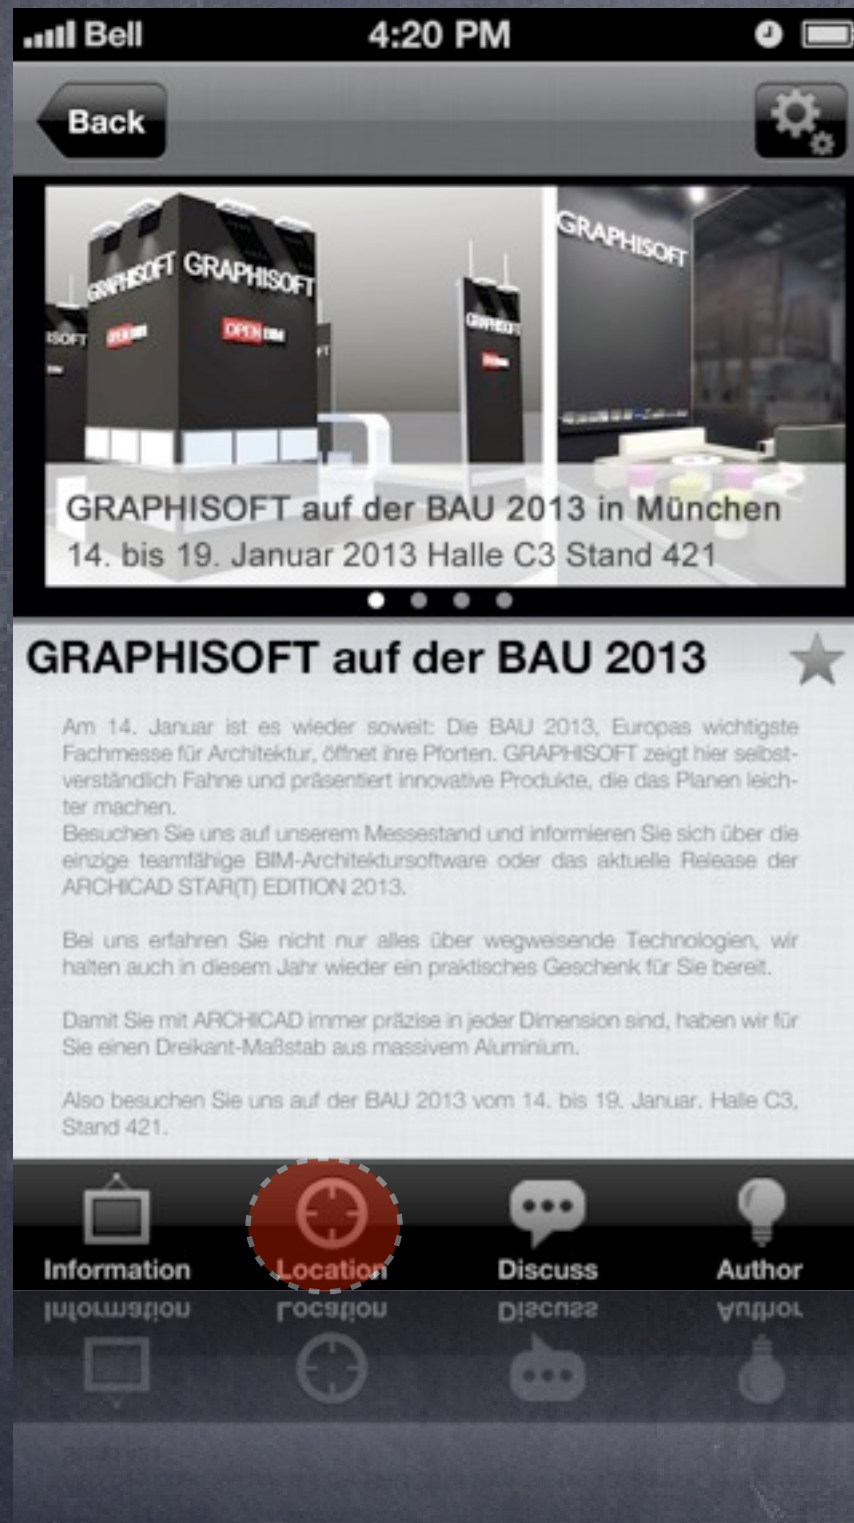 Bell 4:20 PM
Back
GRAPHISOFT GRAPHISOFT
OPEN BIM
GRAPHISOFT
GRAPHISOFT
GRAPHISOFT auf der BAU 2013 in München
14. bis 19. Januar 2013 Halle C3 Stand 421
GRAPHISOFT auf der BAU 2013
Am 14. Januar ist es wieder soweit: Die BAU 2013, Europas wichtigste
Fachmesse für Architektur, öffnet ihre Pforten. GRAPHISOFT zeigt hier selbst-
verständlich Fahne und präsentiert innovative Produkte, die das Planen leich-
ter machen.
Besuchen Sie uns auf unserem Messestand und informieren Sie sich über die
einzige teamfähige BIM-Architektursoftware oder das aktuelle Release der
ARCHICAD STAR(T) EDITION 2013.
Bei uns erfahren Sie nicht nur alles über wegweisende Technologien, wir
halten auch in diesem Jahr wieder ein praktisches Geschenk für Sie bereit.
Damit Sie mit ARCHICAD immer präzise in jeder Dimension sind, haben wir für
Sie einen Dreikant-Maßstab aus massivem Aluminium.
Also besuchen Sie uns auf der BAU 2013 vom 14. bis 19. Januar. Halle C3,
Stand 421.
Information Location Discuss Author